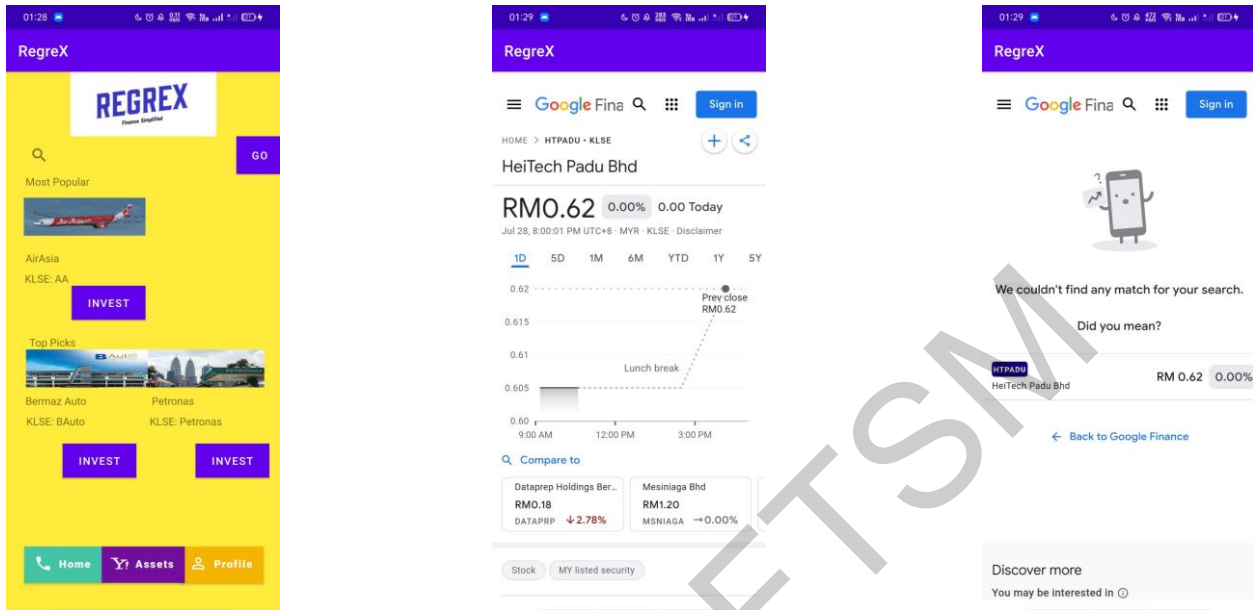 01:28
RegreX
REGREX
Finance Simplified
GO
Most Popular
AirAsia
AirAsia
KLSE: AA
INVEST
Top Picks
BAuto
PETRONAS
Bermaz Auto
Petronas
KLSE: BAuto
KLSE: Petronas
INVEST
INVEST
Home
Y! Assets
Profile
01:29
RegreX
Google Fina
Sign in
HOME > HTPADU • KLSE
HeiTech Padu Bhd
RM0.62 0.00% 0.00 Today
Jul 28, 8:00:01 PM UTC+8 · MYR · KLSE · Disclaimer
1D 5D 1M 6M YTD 1Y 5Y
0.62
Prev close
RM0.62
0.615
0.61
Lunch break
0.605
0.60
9:00 AM 12:00 PM 3:00 PM
Compare to
Dataprep Holdings Ber...
RM0.18
DATAPRP ↓2.78%
Mesiniaga Bhd
RM1.20
MSNIAGA →0.00%
Stock
MY listed security
01:29
RegreX
Google Fina
Sign in
We couldn't find any match for your search.
Did you mean?
HTPADU
HeiTech Padu Bhd
RM 0.62 0.00%
← Back to Google Finance
Discover more
You may be interested in
ETSM